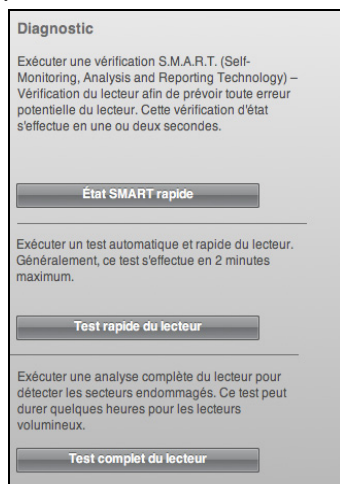 Diagnostic
Exécuter une vérification S.M.A.R.T. (Self-
Monitoring, Analysis and Reporting Technology) –
Vérification du lecteur afin de prévoir toute erreur
potentielle du lecteur. Cette vérification d'état
s'effectue en une ou deux secondes.
État SMART rapide
Exécuter un test automatique et rapide du lecteur.
Généralement, ce test s'effectue en 2 minutes
maximum.
Test rapide du lecteur
Exécuter une analyse complète du lecteur pour
détecter les secteurs endommagés. Ce test peut
durer quelques heures pour les lecteurs
volumineux.
Test complet du lecteur